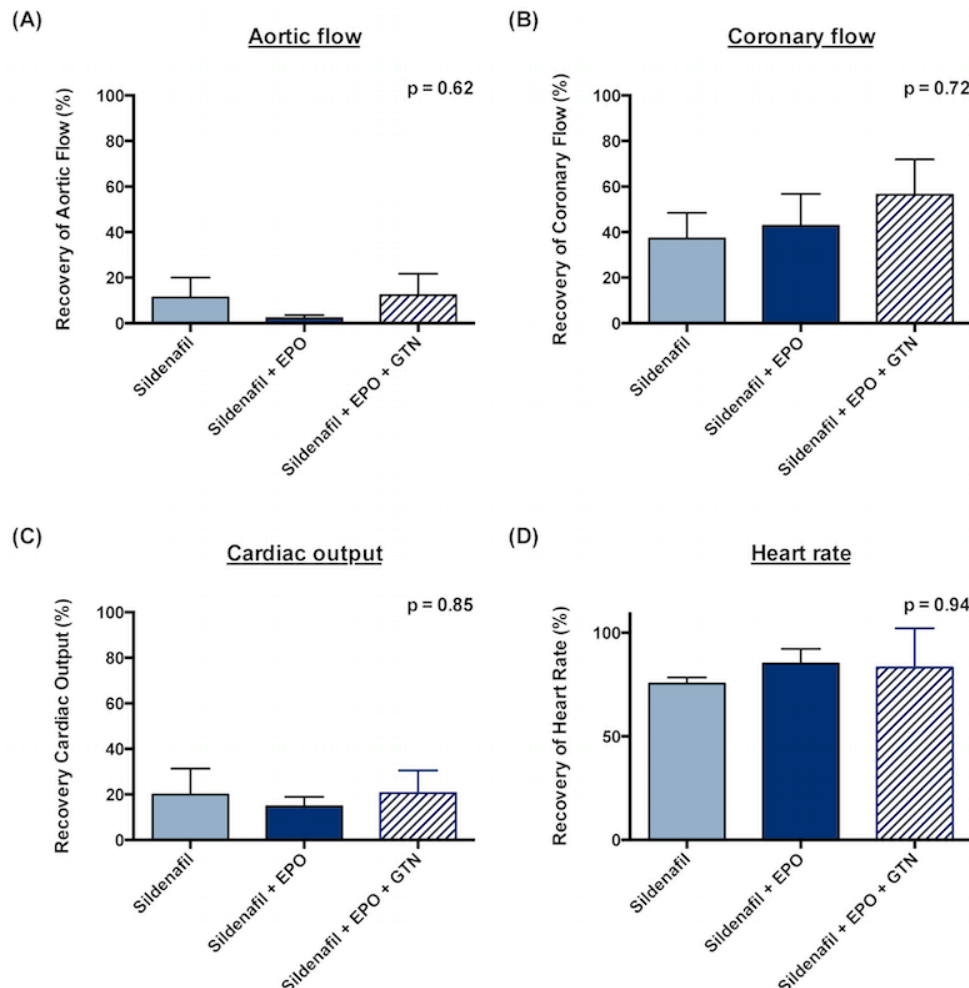 (A)
Aortic flow
p = 0.62
Recovery of Aortic Flow (%)
100
80
60
40
20
0
Sildenafil
Sildenafil + EPO
Sildenafil + EPO + GTN
(B)
Coronary flow
p = 0.72
Recovery of Coronary Flow (%)
100
80
60
40
20
0
Sildenafil
Sildenafil + EPO
Sildenafil + EPO + GTN
(C)
Cardiac output
p = 0.85
Recovery Cardiac Output (%)
100
80
60
40
20
0
Sildenafil
Sildenafil + EPO
Sildenafil + EPO + GTN
(D)
Heart rate
p = 0.94
Recovery of Heart Rate (%)
100
50
0
Sildenafil
Sildenafil + EPO
Sildenafil + EPO + GTN